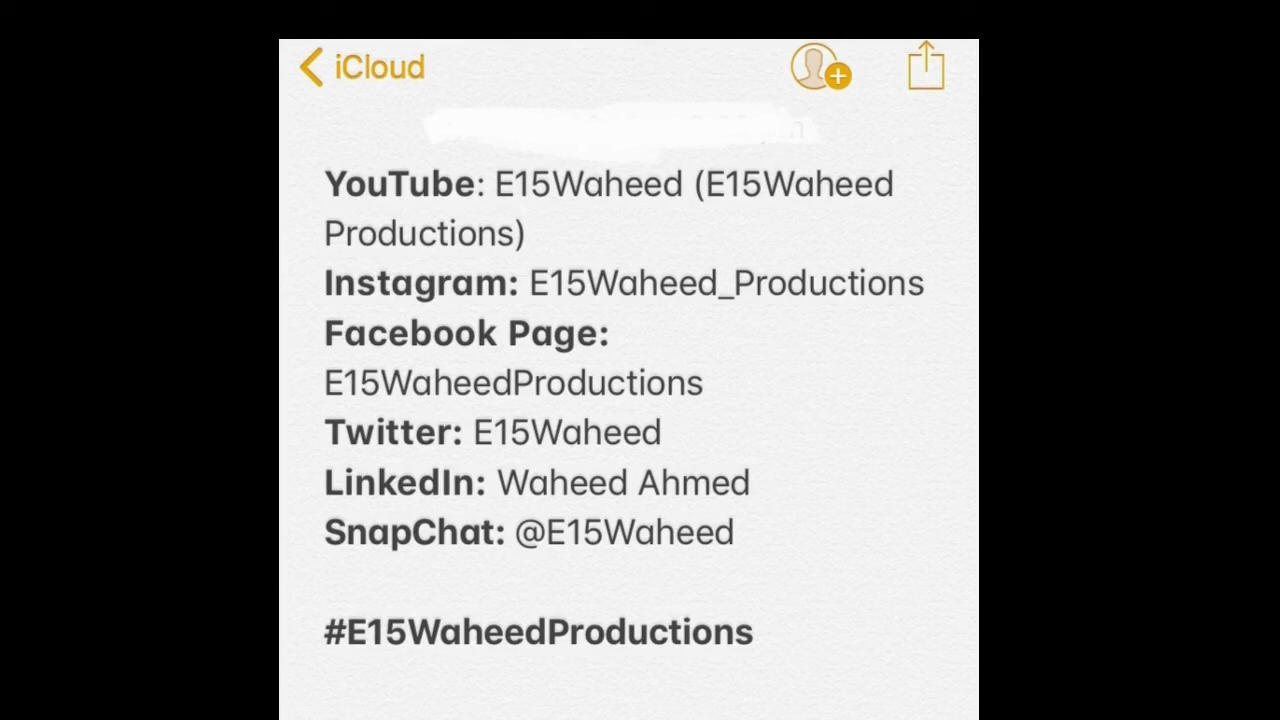 iCloud
YouTube: E15Waheed (E15Waheed
Productions)
Instagram: E15Waheed_Productions
Facebook Page:
E15WaheedProductions
Twitter: E15Waheed
LinkedIn: Waheed Ahmed
SnapChat: @E15Waheed
#E15WaheedProductions